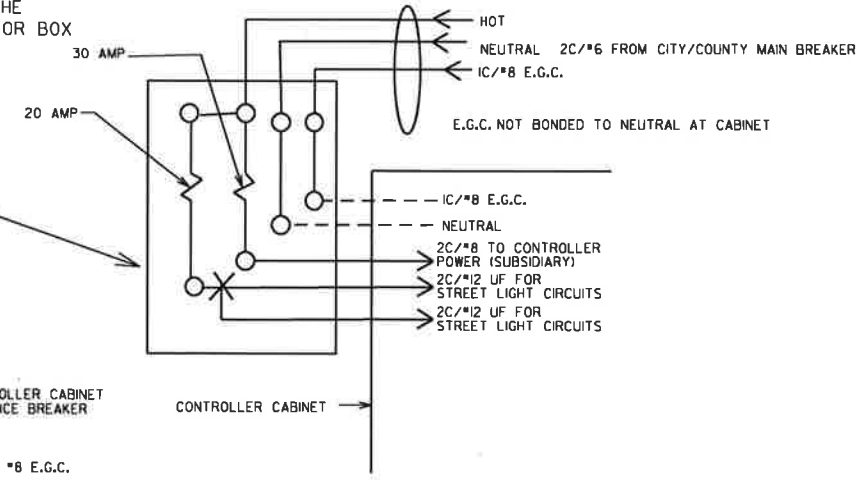 HE
OR BOX
30 AMP
20 AMP
HOT
NEUTRAL 2C/#6 FROM CITY/COUNTY MAIN BREAKER
1C/#8 E.G.C.
E.G.C. NOT BONDED TO NEUTRAL AT CABINET
1C/#8 E.G.C.
NEUTRAL
2C/#8 TO CONTROLLER
POWER (SUBSIDIARY)
2C/#12 UF FOR
STREET LIGHT CIRCUITS
2C/#12 UF FOR
STREET LIGHT CIRCUITS
OLLER CABINET
ICE BREAKER
CONTROLLER CABINET
#8 E.G.C.